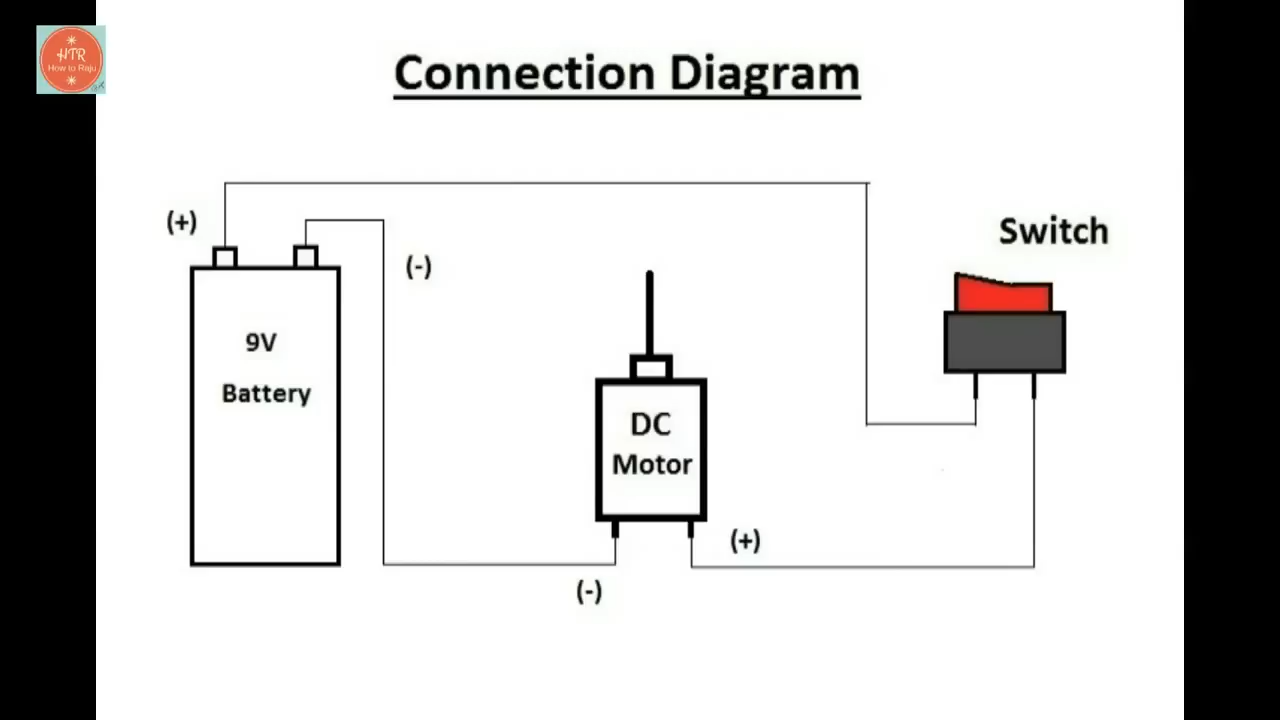 HTR
How to Raju
Connection Diagram
(+)
(-)
Switch
9V
Battery
DC
Motor
(+)
(-)